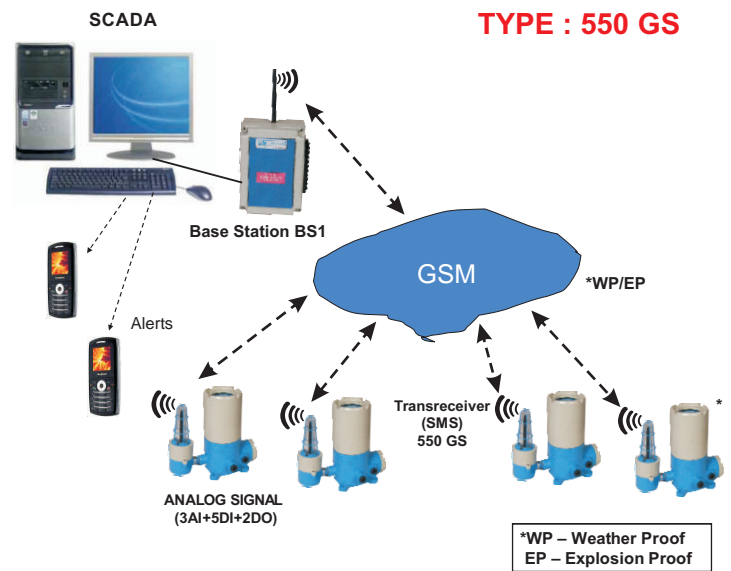 SCADA
TYPE : 550 GS
Base Station BS1
GSM
*WP/EP
Alerts
Transreceiver
(SMS)
550 GS
*
ANALOG SIGNAL
(3AI+5DI+2DO)
*WP – Weather Proof
EP – Explosion Proof